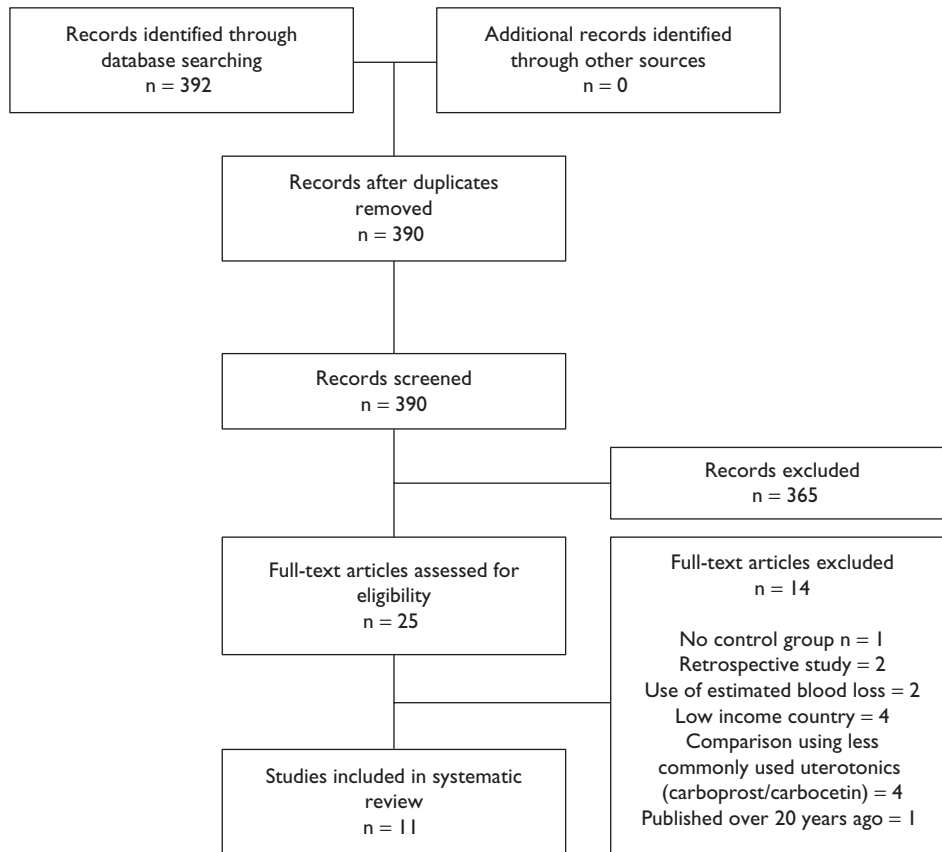 Records identified through
database searching
n = 392
Additional records identified
through other sources
n = 0
Records after duplicates
removed
n = 390
Records screened
n = 390
Records excluded
n = 365
Full-text articles assessed for
eligibility
n = 25
Full-text articles excluded
n = 14
No control group n = 1
Retrospective study = 2
Use of estimated blood loss = 2
Low income country = 4
Comparison using less
commonly used uterotonics
(carboprost/carbocetin) = 4
Published over 20 years ago = 1
Studies included in systematic
review
n = 11